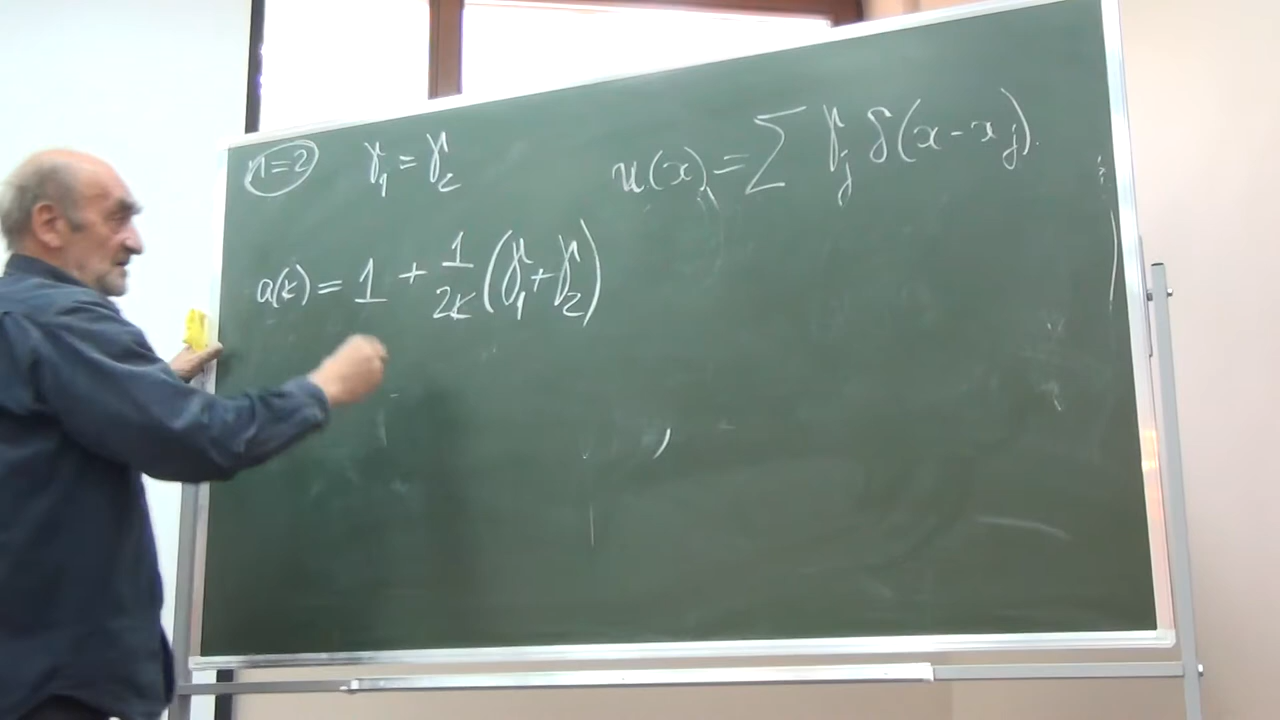 n=2 γ₁ = γ₂
u(x) = ∑ γⱼ δ(x - xⱼ).
a(k) = 1 + 1/2k (γ₁ + γ₂)